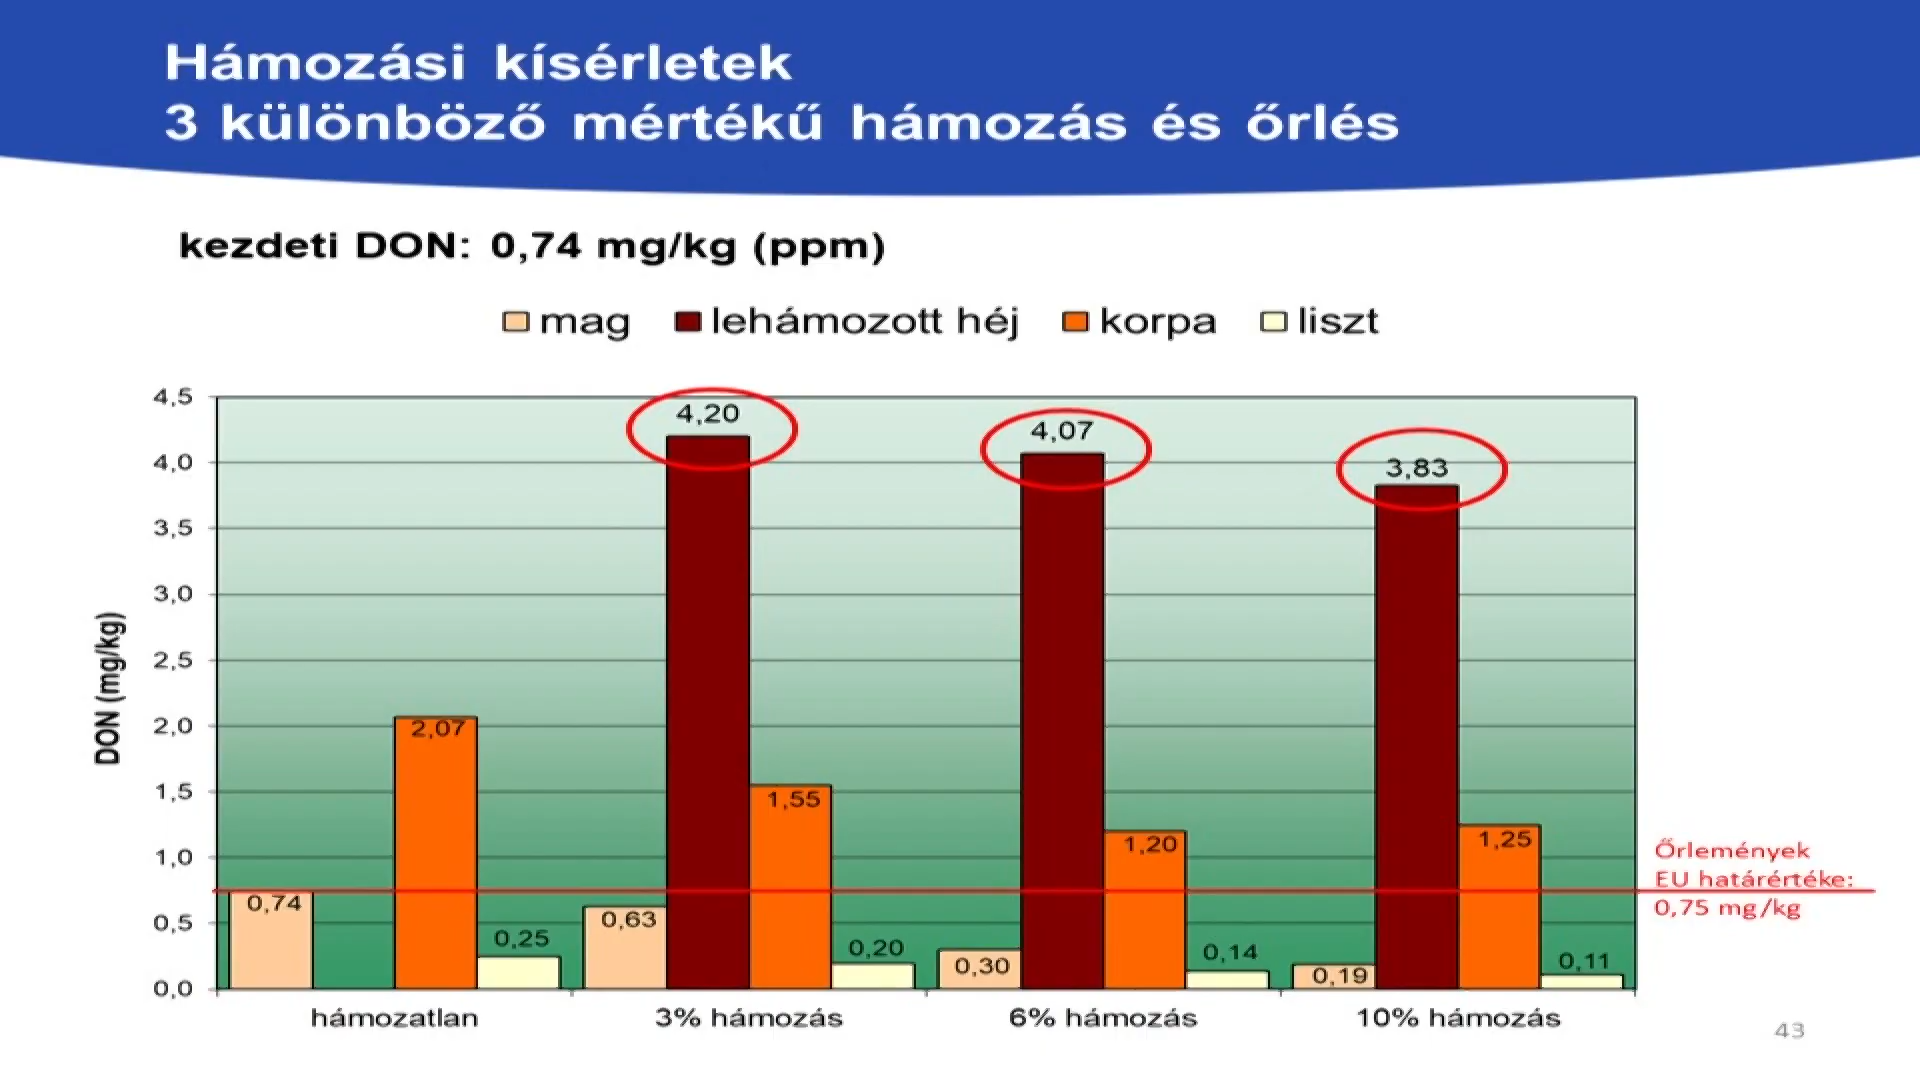 Hámozási kísérletek
3 különböző mértékű hámozás és őrlés
kezdeti DON: 0,74 mg/kg (ppm)
mag lehámozott héj korpa liszt
DON (mg/kg)
4,5
4,0
3,5
3,0
2,5
2,0
1,5
1,0
0,5
0,0
0,74
2,07
0,25
0,63
4,20
1,55
0,20
0,30
4,07
1,20
0,14
0,19
3,83
1,25
0,11
Őrlemények
EU határértéke:
0,75 mg/kg
hámozatlan 3% hámozás 6% hámozás 10% hámozás
43